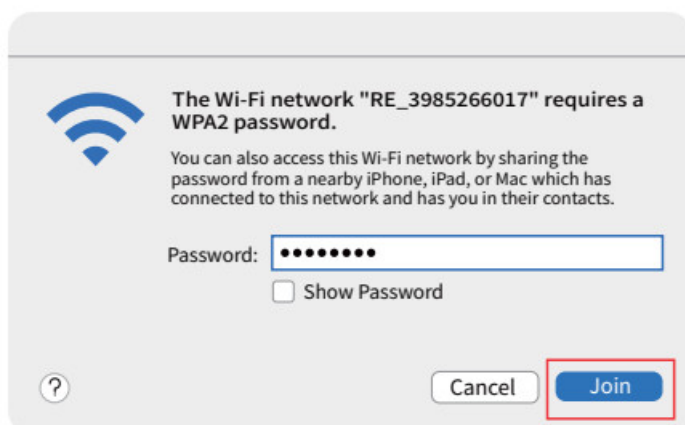 The Wi-Fi network "RE_3985266017" requires a
WPA2 password.
You can also access this Wi-Fi network by sharing the
password from a nearby iPhone, iPad, or Mac which has
connected to this network and has you in their contacts.
Password: ••••••••
Show Password
? Cancel Join